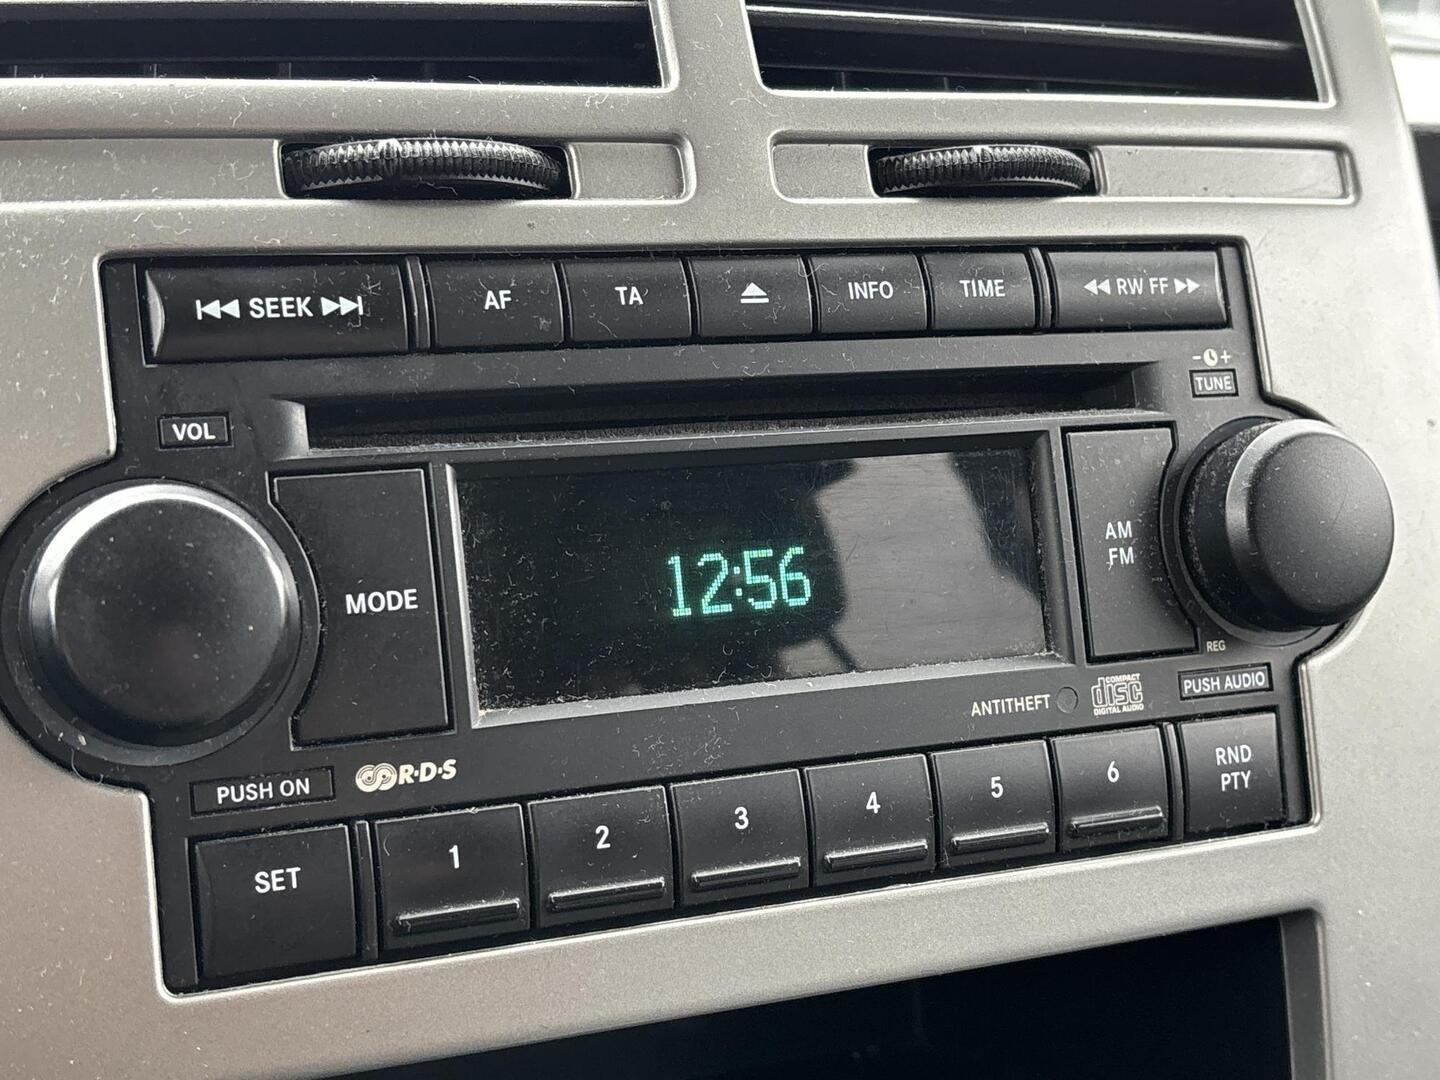 SEEK
AF
TA
INFO
TIME
RW FF
- +
TUNE
VOL
MODE
12:56
AM
FM
REG
PUSH AUDIO
ANTITHEFT
COMPACT
disc
DIGITAL AUDIO
PUSH ON
R·D·S
SET
1
2
3
4
5
6
RND
PTY